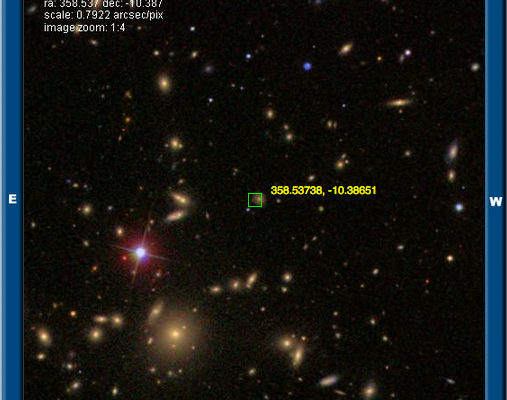 ra: 358.537 dec: -10.387
scale: 0.7922 arcsec/pix
image zoom: 1:4
358.53738, -10.38651
E
W